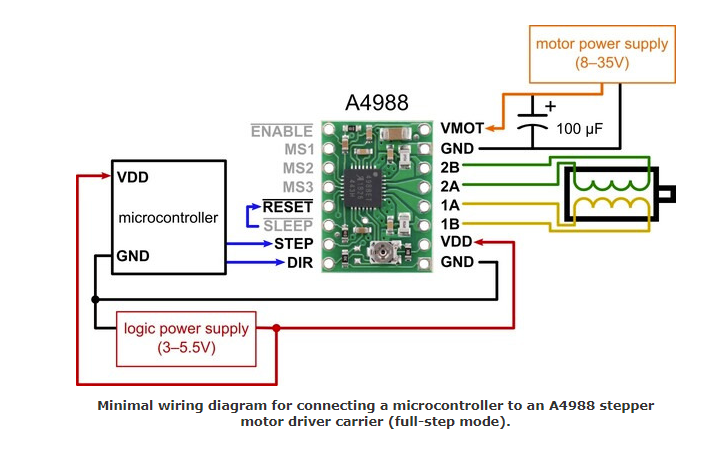 motor power supply
(8–35V)
A4988
ENABLE
MS1
MS2
MS3
RESET
SLEEP
STEP
DIR
VMOT
GND
2B
2A
1A
1B
VDD
GND
+
100 µF
VDD
microcontroller
GND
logic power supply
(3–5.5V)
Minimal wiring diagram for connecting a microcontroller to an A4988 stepper
motor driver carrier (full-step mode).